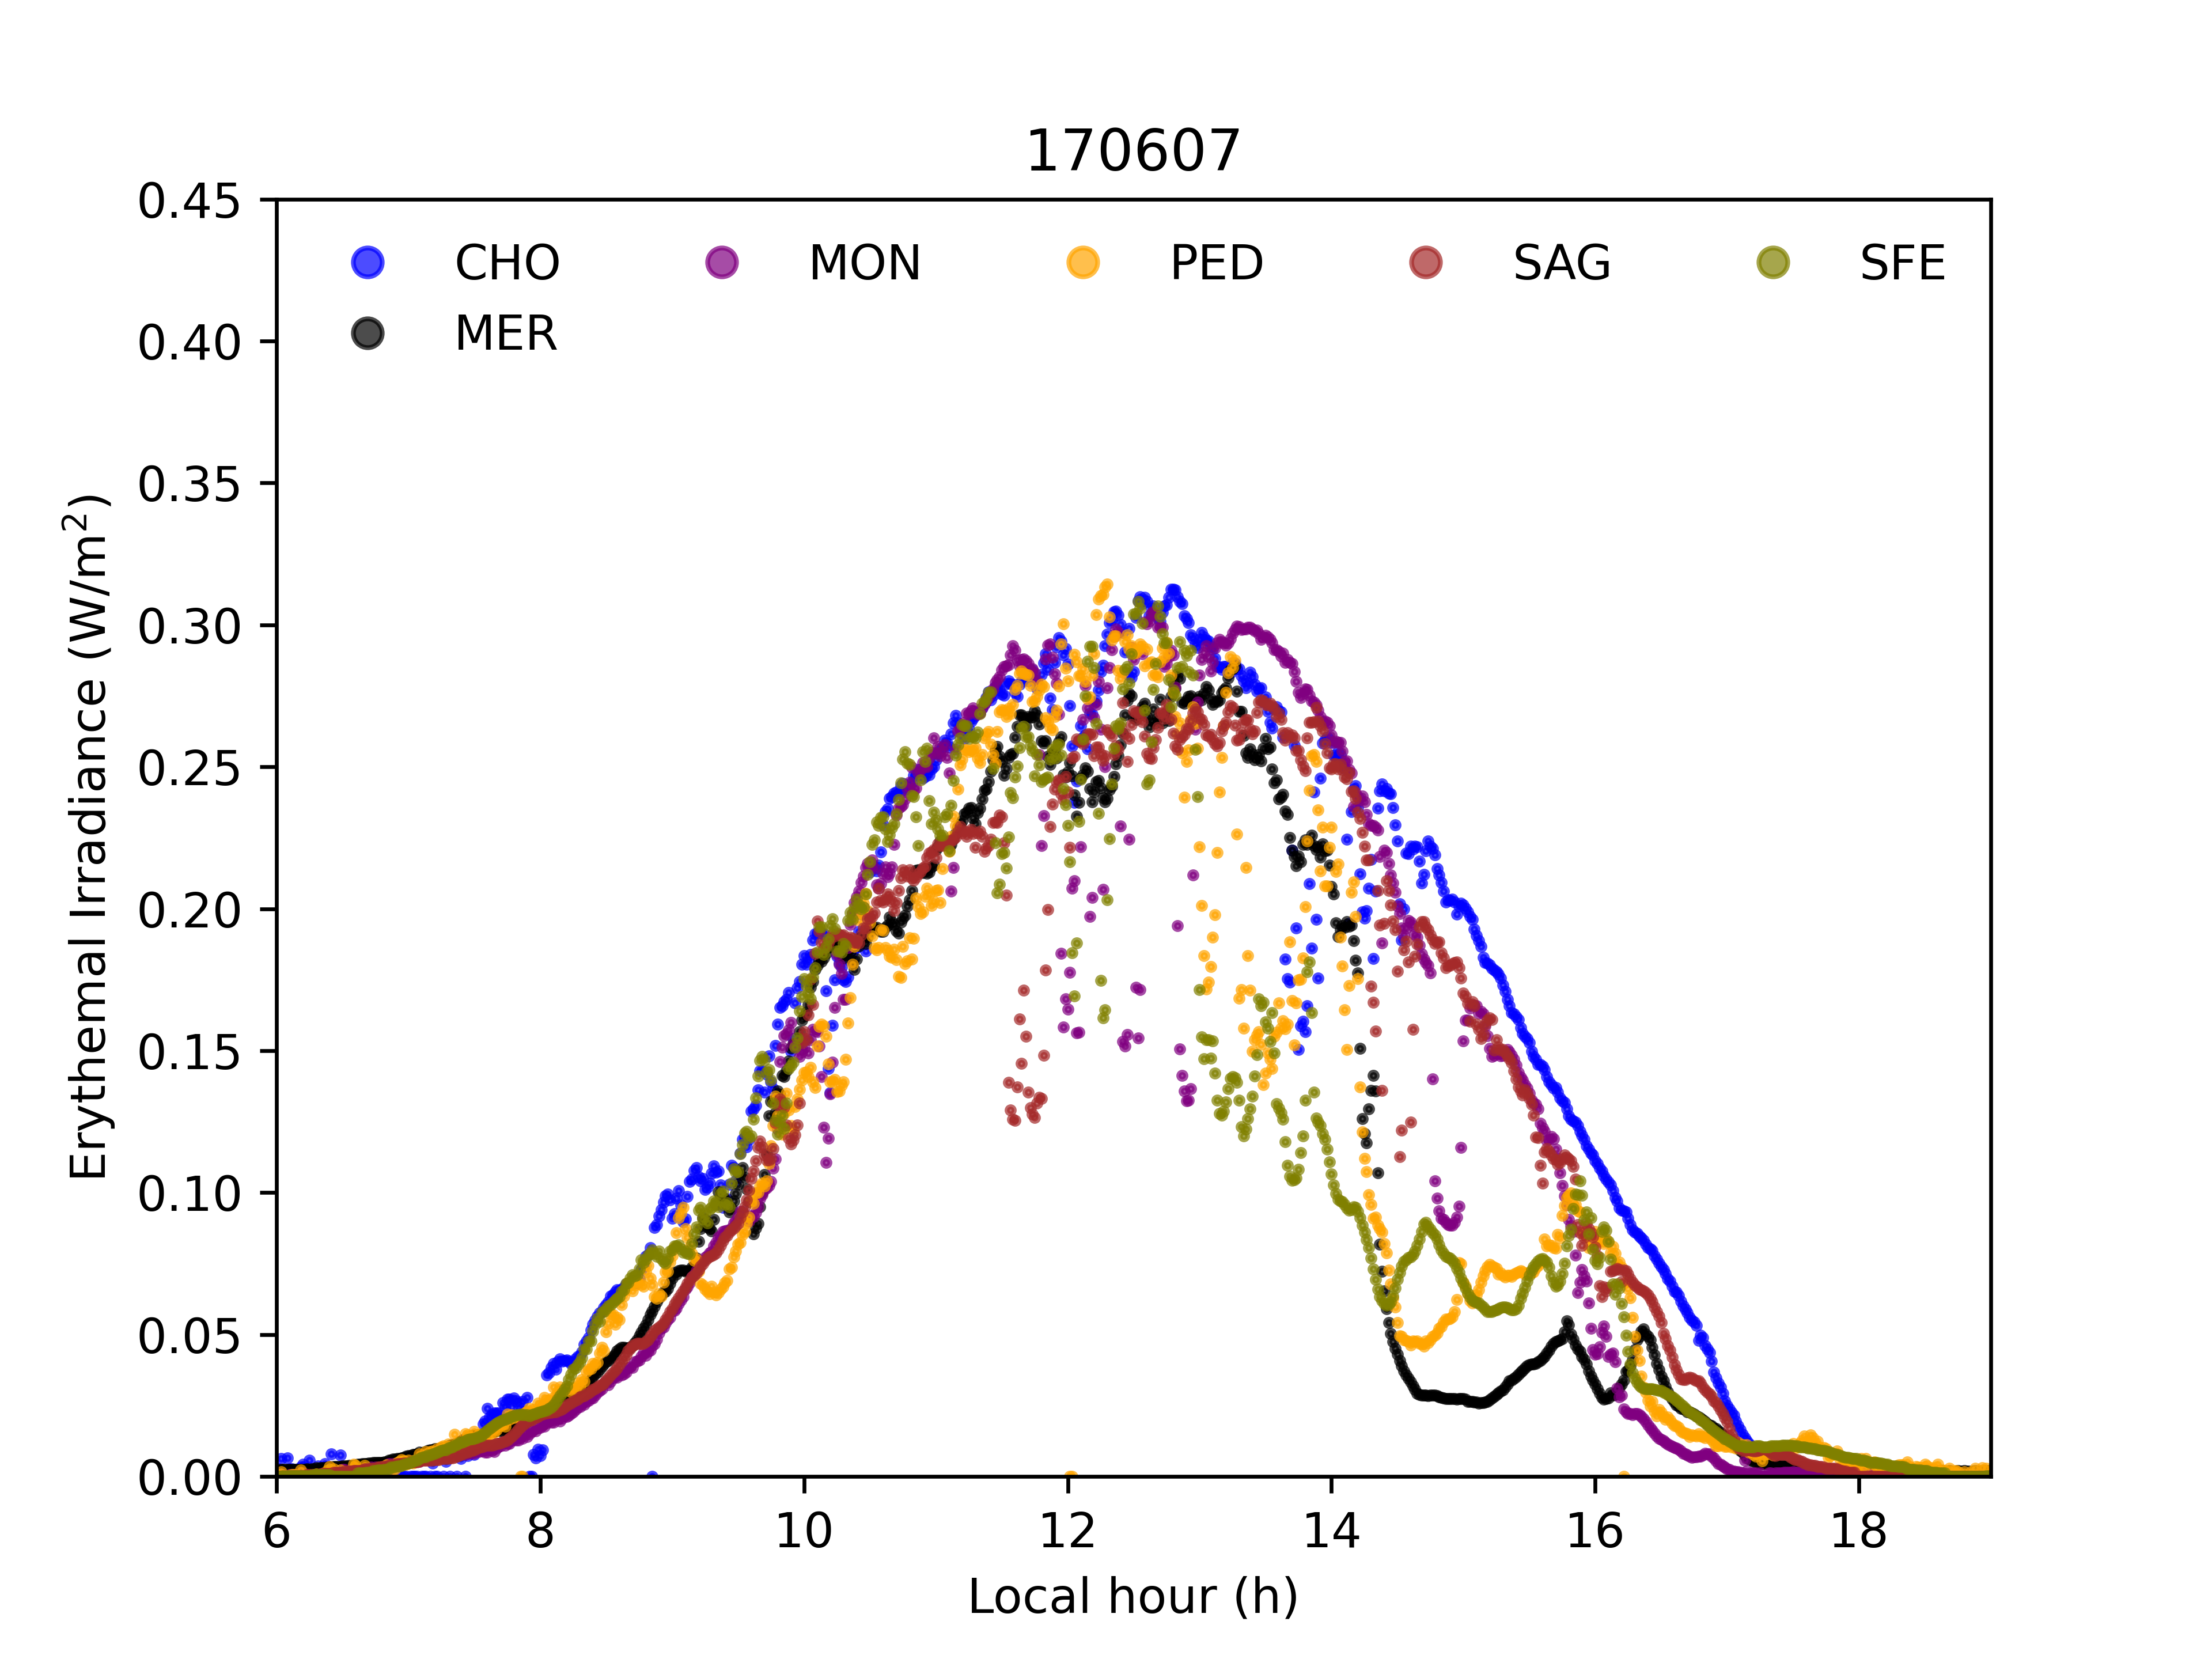 170607
0.45
CHO MON PED SAG SFE
MER
0.40
0.35
0.30
0.25
0.20
0.15
0.10
0.05
0.00
Erythemal Irradiance (W/m²)
6 8 10 12 14 16 18
Local hour (h)